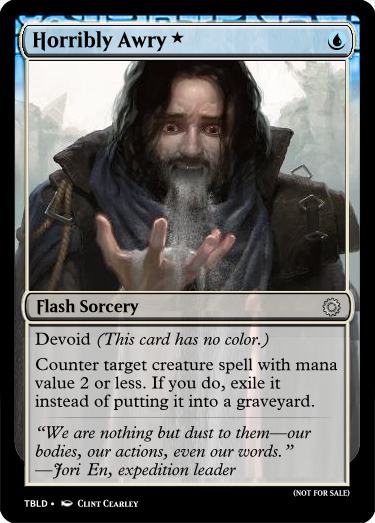 Horribly Awry ★
Flash Sorcery
Devoid (This card has no color.)
Counter target creature spell with mana
value 2 or less. If you do, exile it
instead of putting it into a graveyard.
“We are nothing but dust to them—our
bodies, our actions, even our words.”
—Jori En, expedition leader
(NOT FOR SALE)
TBLD • Clint Cearley